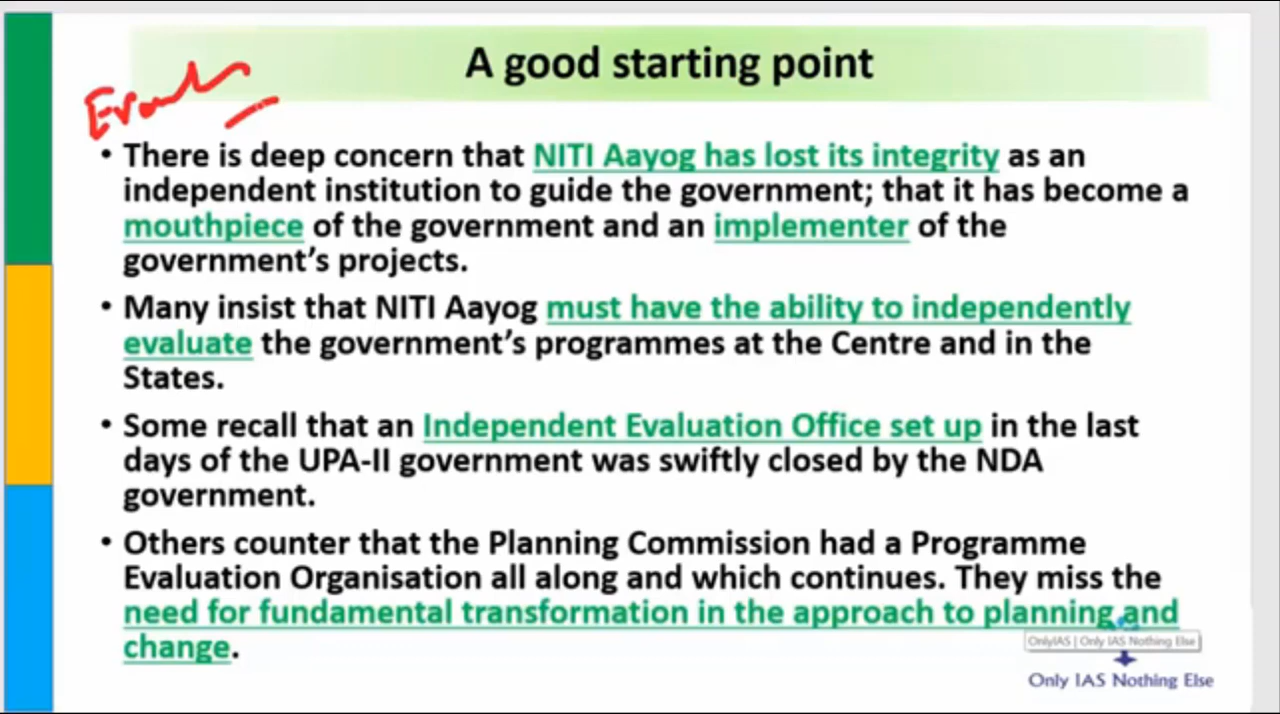 A good starting point
• There is deep concern that NITI Aayog has lost its integrity as an
independent institution to guide the government; that it has become a
mouthpiece of the government and an implementer of the
government's projects.
• Many insist that NITI Aayog must have the ability to independently
evaluate the government's programmes at the Centre and in the
States.
• Some recall that an Independent Evaluation Office set up in the last
days of the UPA-II government was swiftly closed by the NDA
government.
• Others counter that the Planning Commission had a Programme
Evaluation Organisation all along and which continues. They miss the
need for fundamental transformation in the approach to planning and
change.
OnlyIAS | Only IAS Nothing Else
Only IAS Nothing Else